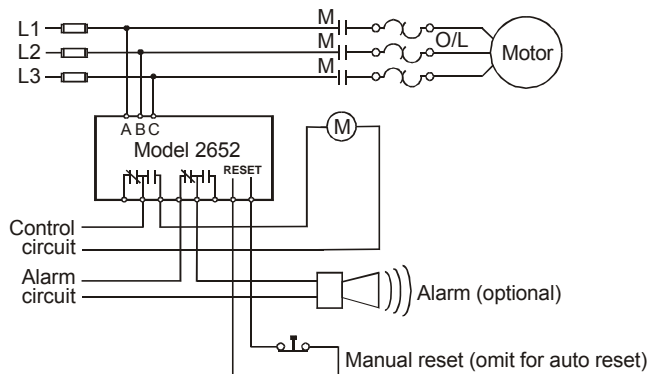 L1
M
L2
M
O/L
Motor
L3
M
A B C
Model 2652
RESET
M
Control
circuit
Alarm
circuit
Alarm (optional)
Manual reset (omit for auto reset)